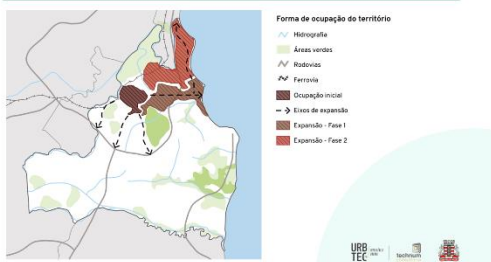 Forma de ocupação do território
Hidrografia
Áreas verdes
Rodovias
Ferrovia
Ocupação inicial
Eixos de expansão
Expansão - Fase 1
Expansão - Fase 2
URB
TEC
technum